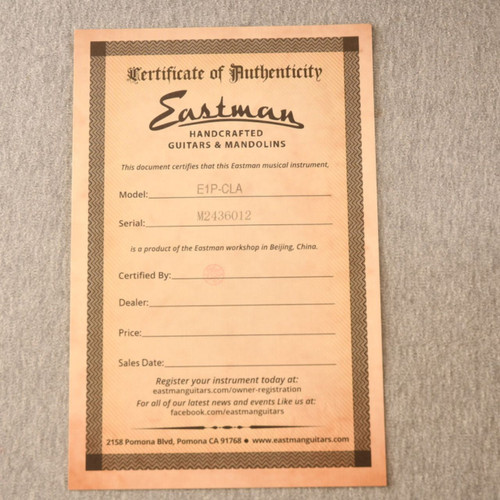 Certificate of Authenticity
Eastman
HANDCRAFTED
GUITARS & MANDOLINS
This document certifies that this Eastman musical instrument,
Model: E1P-CLA
Serial: M2436012
is a product of the Eastman workshop in Beijing, China.
Certified By:
Dealer:
Price:
Sales Date:
Register your instrument today at:
eastmanguitars.com/owner-registration
For all of our latest news and events Like us at:
facebook.com/eastmanguitars
2158 Pomona Blvd, Pomona CA 91768 • www.eastmanguitars.com